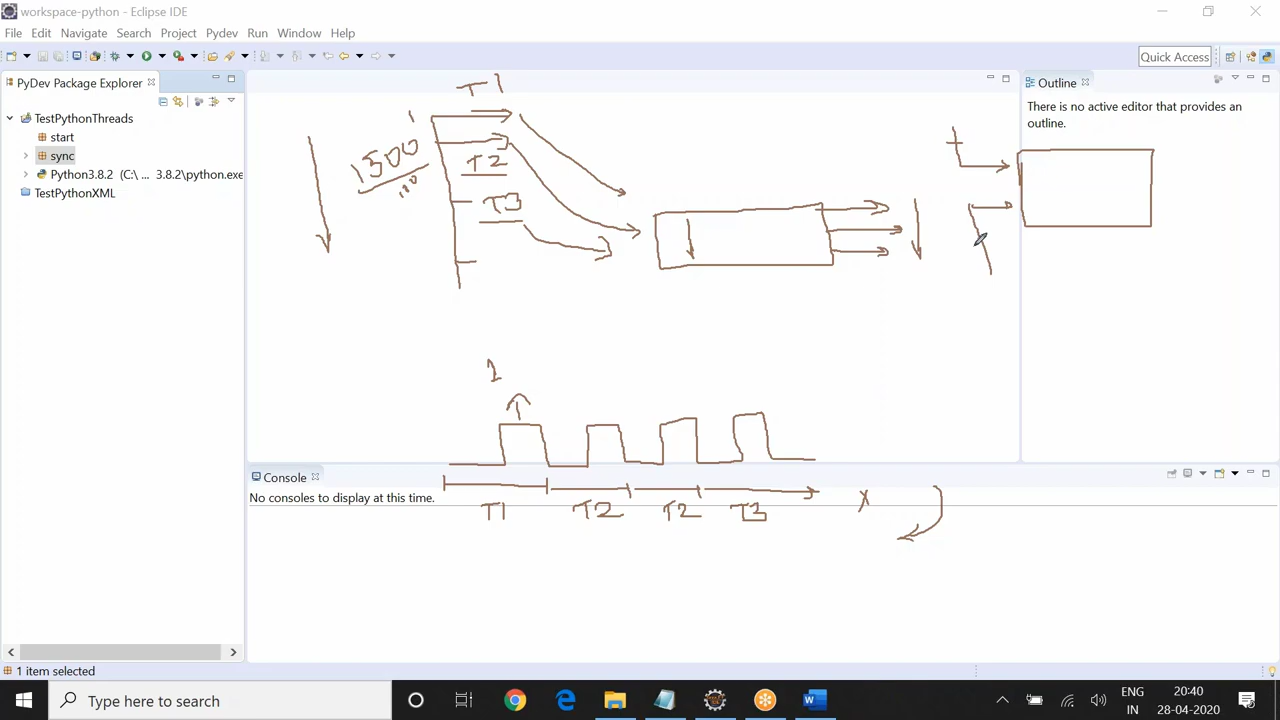 workspace-python - Eclipse IDE
File Edit Navigate Search Project Pydev Run Window Help
Quick Access
PyDev Package Explorer
TestPythonThreads
start
sync
Python3.8.2 (C:\ ... 3.8.2\python.exe
TestPythonXML
Outline
There is no active editor that provides an
outline.
T1
1
1500
T2
T3
1
T1 T2 T2 T3 X
Console
No consoles to display at this time.
1 item selected
Type here to search
ENG
IN
20:40
28-04-2020